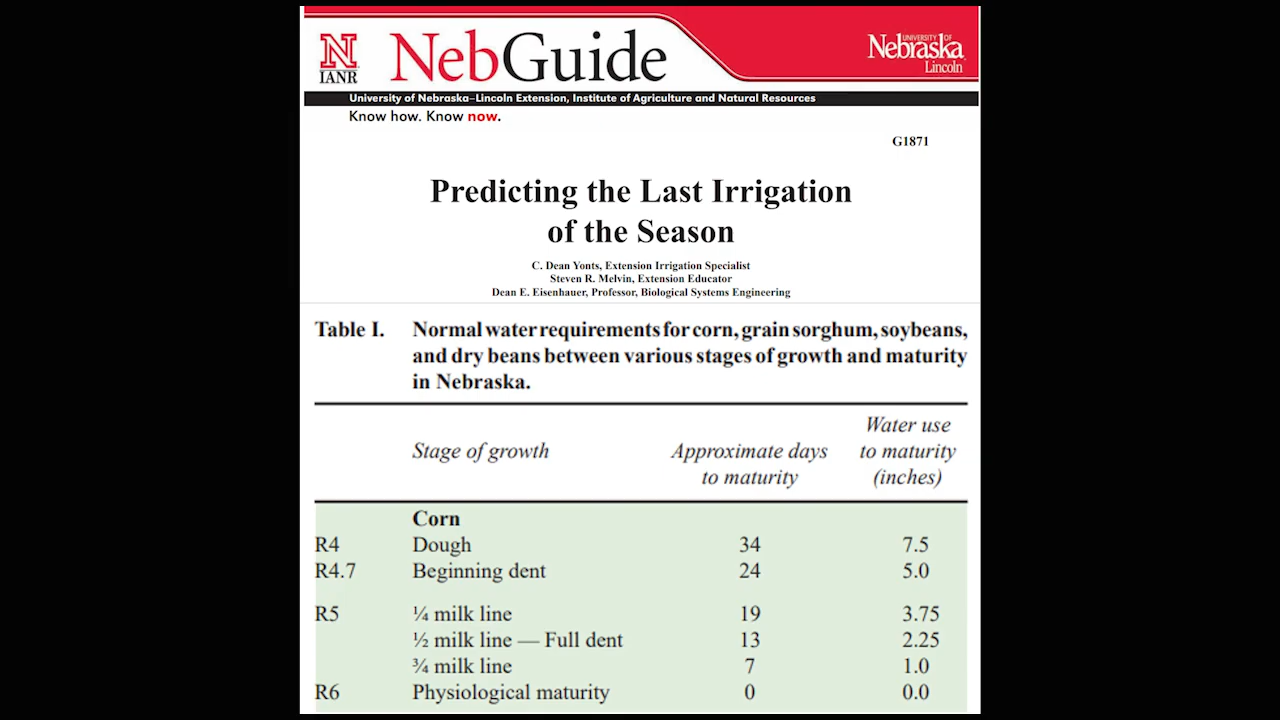 N
IANR
NebGuide
UNIVERSITY OF
Nebraska
Lincoln
University of Nebraska–Lincoln Extension, Institute of Agriculture and Natural Resources
Know how. Know now.
G1871
Predicting the Last Irrigation
of the Season
C. Dean Yonts, Extension Irrigation Specialist
Steven R. Melvin, Extension Educator
Dean E. Eisenhauer, Professor, Biological Systems Engineering
Table I. Normal water requirements for corn, grain sorghum, soybeans,
and dry beans between various stages of growth and maturity
in Nebraska.
Stage of growth Approximate days to maturity Water use to maturity (inches)
Corn
R4 Dough 34 7.5
R4.7 Beginning dent 24 5.0
R5 ¼ milk line 19 3.75
½ milk line — Full dent 13 2.25
¾ milk line 7 1.0
R6 Physiological maturity 0 0.0